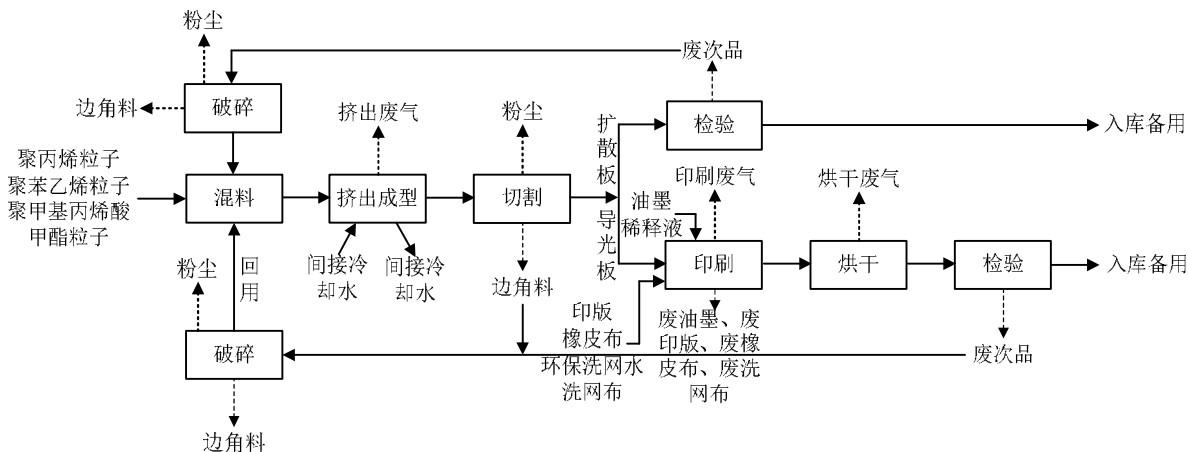 粉尘
废次品
边角料
破碎
挤出废气
粉尘
扩散板
检验
入库备用
聚丙烯粒子
聚苯乙烯粒子
聚甲基丙烯酸
甲酯粒子
混料
挤出成型
切割
印刷废气
烘干废气
油墨
稀释液
导光板
印刷
烘干
检验
入库备用
粉尘
回用
间接冷
却水
间接冷
却水
边角料
印版
橡皮布
环保洗网水
洗网布
废油墨、废
印版、废橡
皮布、废洗
网布
废次品
破碎
边角料